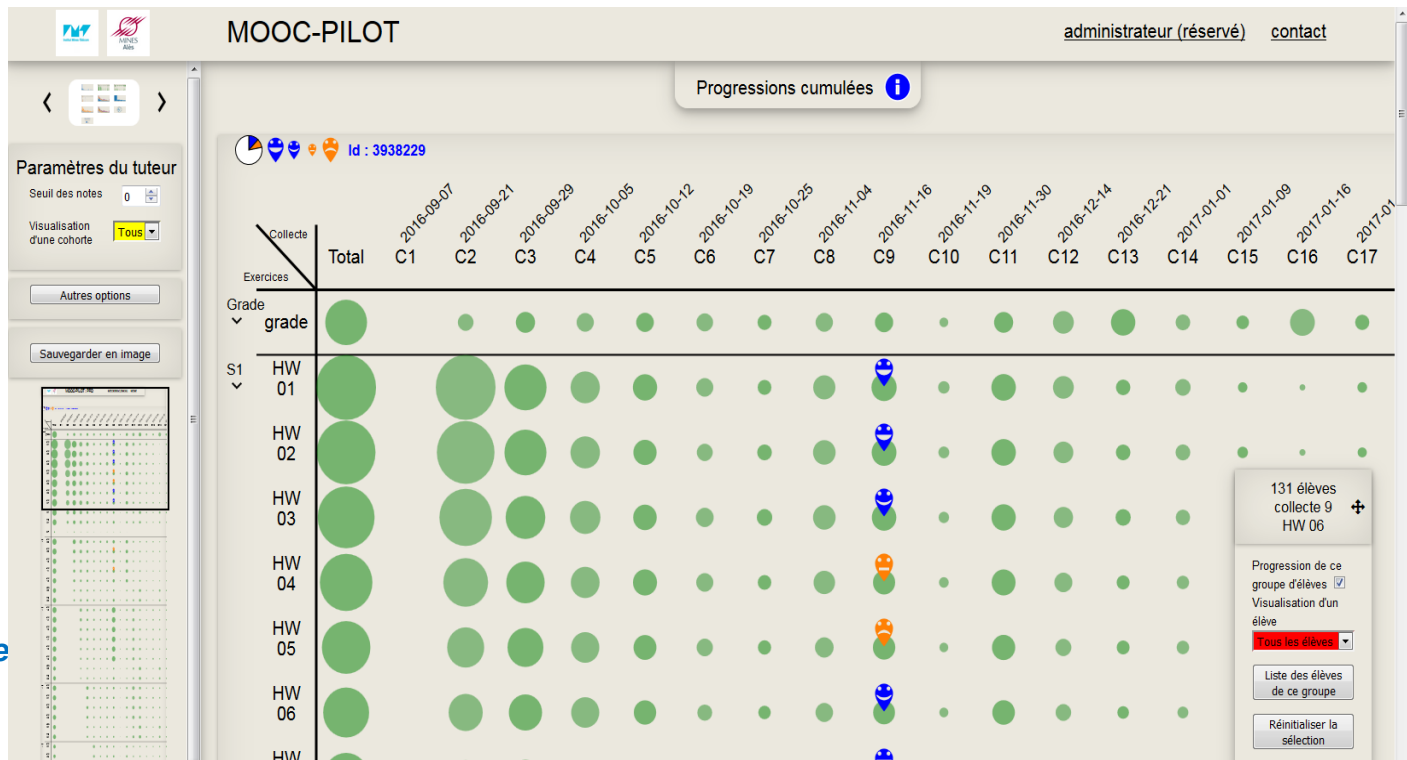 MINES
Alès
MOOC-PILOT
administrateur (réservé)
contact
Progressions cumulées i
Paramètres du tuteur
Seuil des notes 0
Visualisation
d'une cohorte
Tous
Autres options
Sauvegarder en image
Id : 3938229
2016-09-07 2016-09-21 2016-09-29 2016-10-05 2016-10-12 2016-10-19 2016-10-25 2016-11-04 2016-11-16 2016-11-19 2016-11-30 2016-12-14 2016-12-21 2017-01-01 2017-01-09 2017-01-16 2017-01
Collecte
Exercices
Total C1 C2 C3 C4 C5 C6 C7 C8 C9 C10 C11 C12 C13 C14 C15 C16 C17
Grade
grade
S1
HW
01
HW
02
HW
03
HW
04
HW
05
HW
06
HW
131 élèves
collecte 9
HW 06
Progression de ce
groupe d'élèves
Visualisation d'un
élève
Tous les élèves
Liste des élèves
de ce groupe
Réinitialiser la
sélection
e